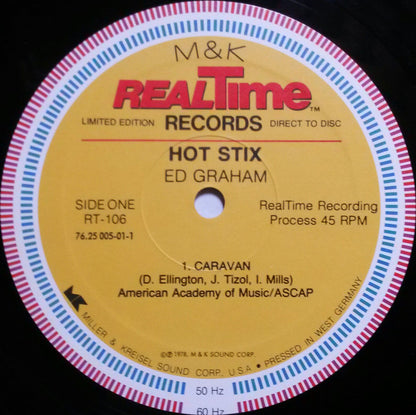 M&K
REALTime™
LIMITED EDITION RECORDS DIRECT TO DISC
HOT STIX
ED GRAHAM
SIDE ONE
RT-106
76.25 005-01-1
RealTime Recording
Process 45 RPM
1. CARAVAN
(D. Ellington, J. Tizol, I. Mills)
American Academy of Music/ASCAP
©℗ 1978, M & K SOUND CORP.
MILLER & KREISEL SOUND CORP. U.S.A. • PRESSED IN WEST GERMANY
50 Hz
60 Hz